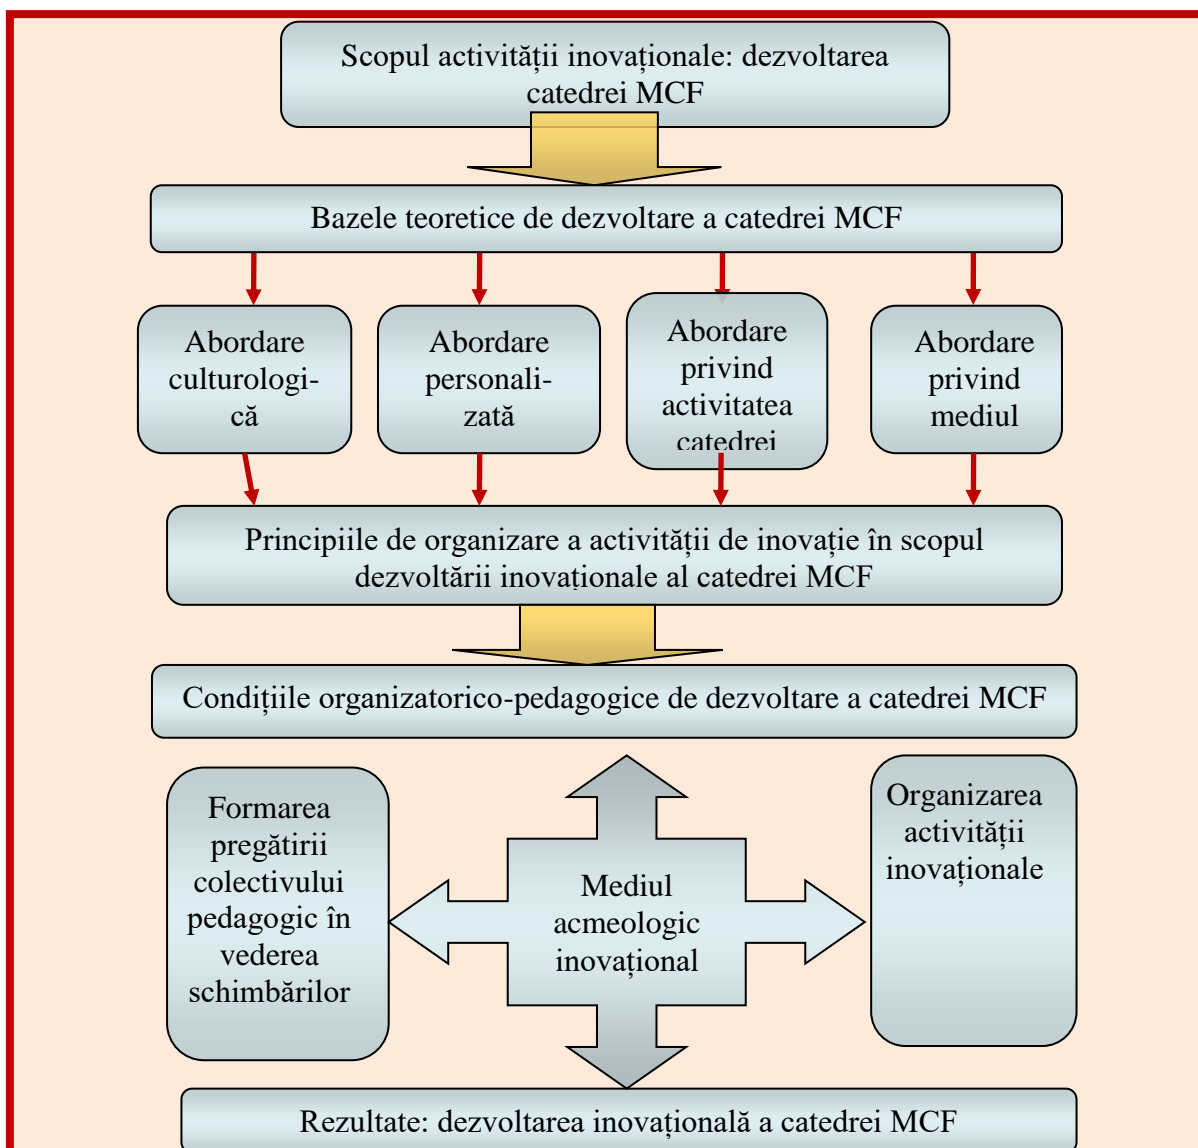 Scopul activității inovaționale: dezvoltarea
catedrei MCF
Bazele teoretice de dezvoltare a catedrei MCF
Abordare
culturologi-
că
Abordare
personali-
zată
Abordare
privind
activitatea
catedrei
Abordare
privind
mediul
Principiile de organizare a activității de inovație în scopul
dezvoltării inovaționale al catedrei MCF
Condițiile organizatorico-pedagogice de dezvoltare a catedrei MCF
Formarea
pregătirii
colectivului
pedagogic în
vederea
schimbărilor
Mediul
acmeologic
inovațional
Organizarea
activității
inovaționale
Rezultate: dezvoltarea inovațională a catedrei MCF